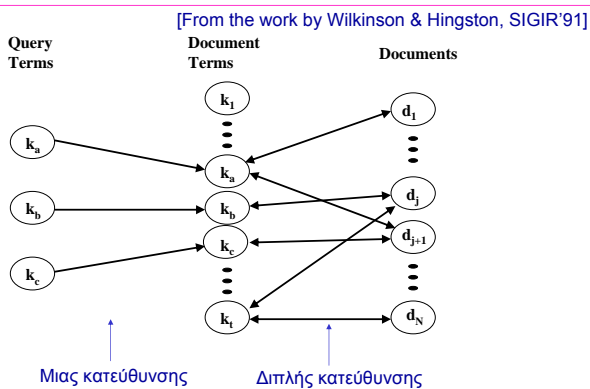 [From the work by Wilkinson & Hingston, SIGIR'91]
Query
Terms
Document
Terms
Documents
k1
ka
kb
kc
ka
kb
kc
kt
d1
dj
dj+1
dN
Μιας κατεύθυνσης
Διπλής κατεύθυνσης